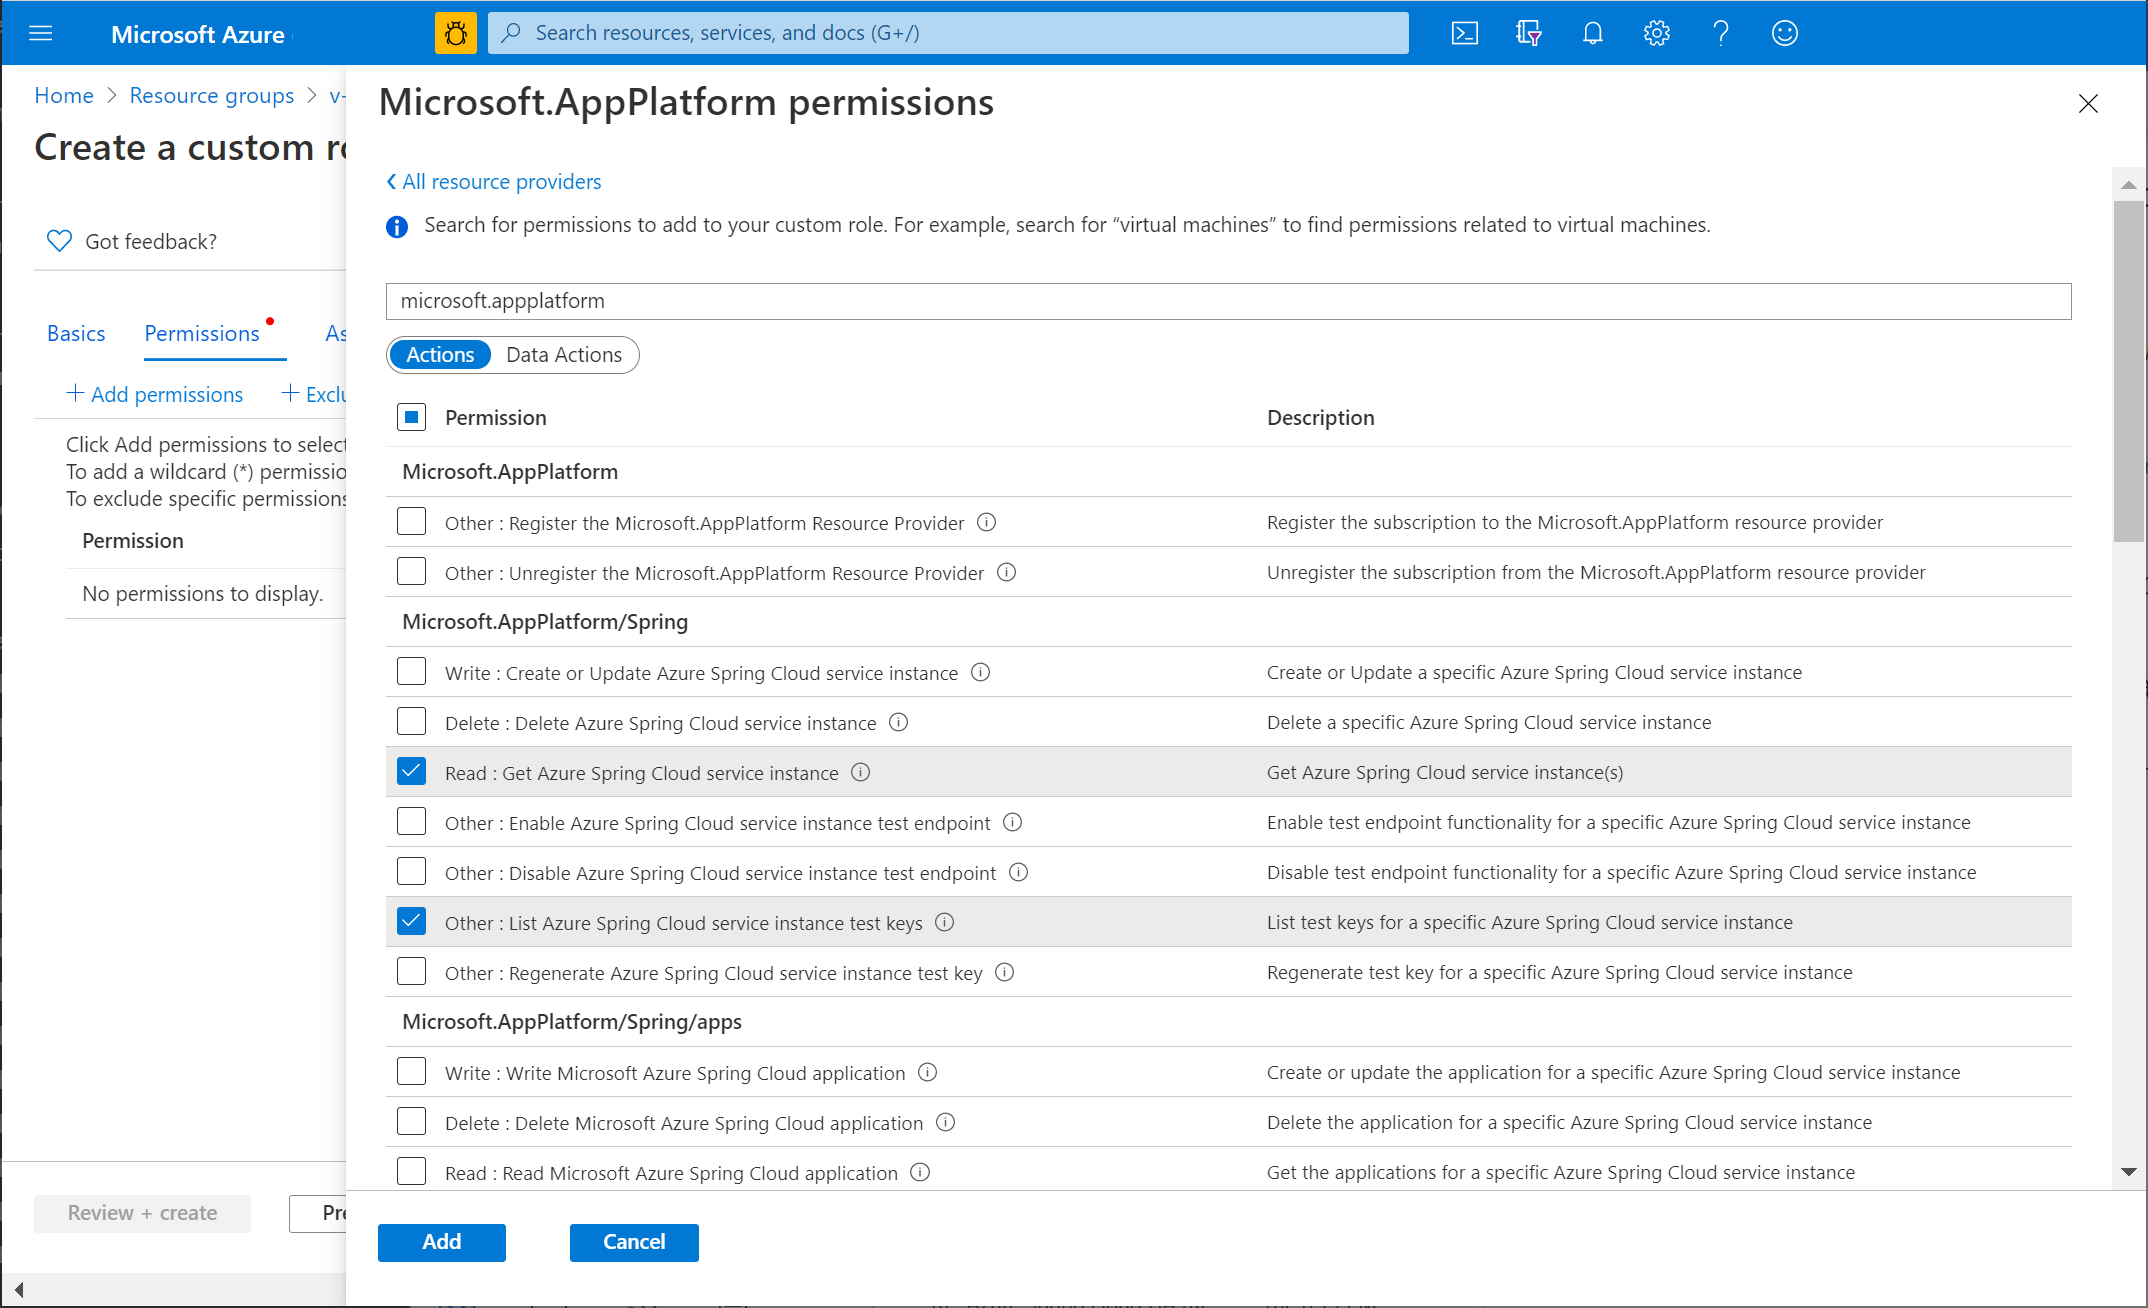 Microsoft Azure
Search resources, services, and docs (G+/)
Home > Resource groups > v-
Create a custom ro
Got feedback?
Basics Permissions As
+ Add permissions + Exclu
Click Add permissions to select
To add a wildcard (*) permissio
To exclude specific permissions
Permission
No permissions to display.
Review + create Pre
Microsoft.AppPlatform permissions
All resource providers
Search for permissions to add to your custom role. For example, search for “virtual machines” to find permissions related to virtual machines.
microsoft.appplatform
Actions Data Actions
Permission Description
Microsoft.AppPlatform
Other : Register the Microsoft.AppPlatform Resource Provider Register the subscription to the Microsoft.AppPlatform resource provider
Other : Unregister the Microsoft.AppPlatform Resource Provider Unregister the subscription from the Microsoft.AppPlatform resource provider
Microsoft.AppPlatform/Spring
Write : Create or Update Azure Spring Cloud service instance Create or Update a specific Azure Spring Cloud service instance
Delete : Delete Azure Spring Cloud service instance Delete a specific Azure Spring Cloud service instance
Read : Get Azure Spring Cloud service instance Get Azure Spring Cloud service instance(s)
Other : Enable Azure Spring Cloud service instance test endpoint Enable test endpoint functionality for a specific Azure Spring Cloud service instance
Other : Disable Azure Spring Cloud service instance test endpoint Disable test endpoint functionality for a specific Azure Spring Cloud service instance
Other : List Azure Spring Cloud service instance test keys List test keys for a specific Azure Spring Cloud service instance
Other : Regenerate Azure Spring Cloud service instance test key Regenerate test key for a specific Azure Spring Cloud service instance
Microsoft.AppPlatform/Spring/apps
Write : Write Microsoft Azure Spring Cloud application Create or update the application for a specific Azure Spring Cloud service instance
Delete : Delete Microsoft Azure Spring Cloud application Delete the application for a specific Azure Spring Cloud service instance
Read : Read Microsoft Azure Spring Cloud application Get the applications for a specific Azure Spring Cloud service instance
Add Cancel